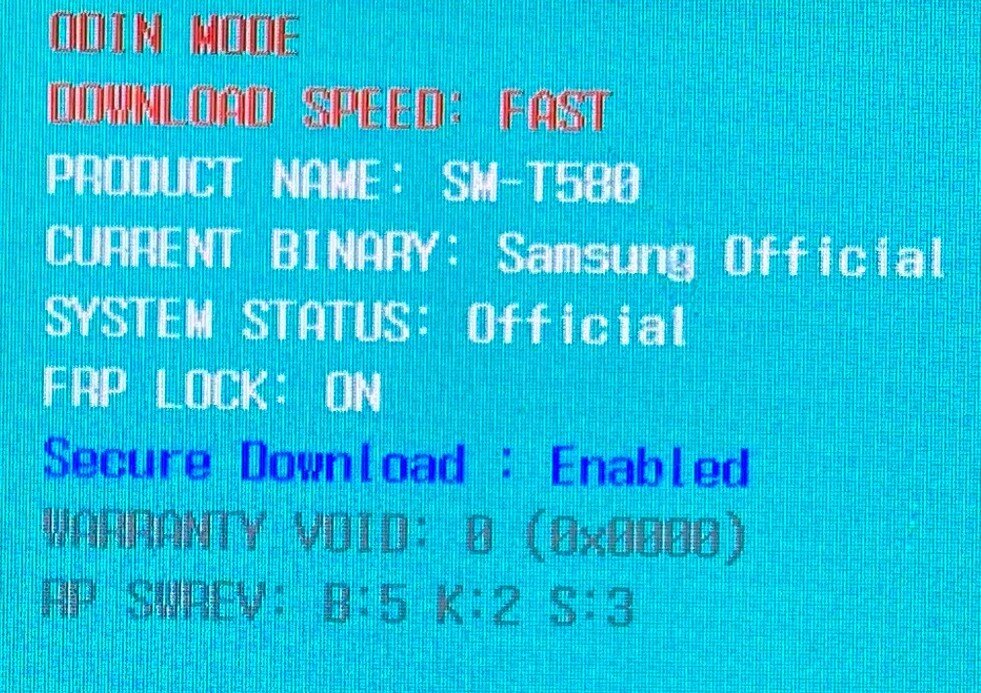 ODIN MODE
DOWNLOAD SPEED: FAST
PRODUCT NAME: SM-T580
CURRENT BINARY: Samsung Official
SYSTEM STATUS: Official
FRP LOCK: ON
Secure Download : Enabled
WARRANTY VOID: 0 (0x0000)
RP SWREV: B:5 K:2 S:3